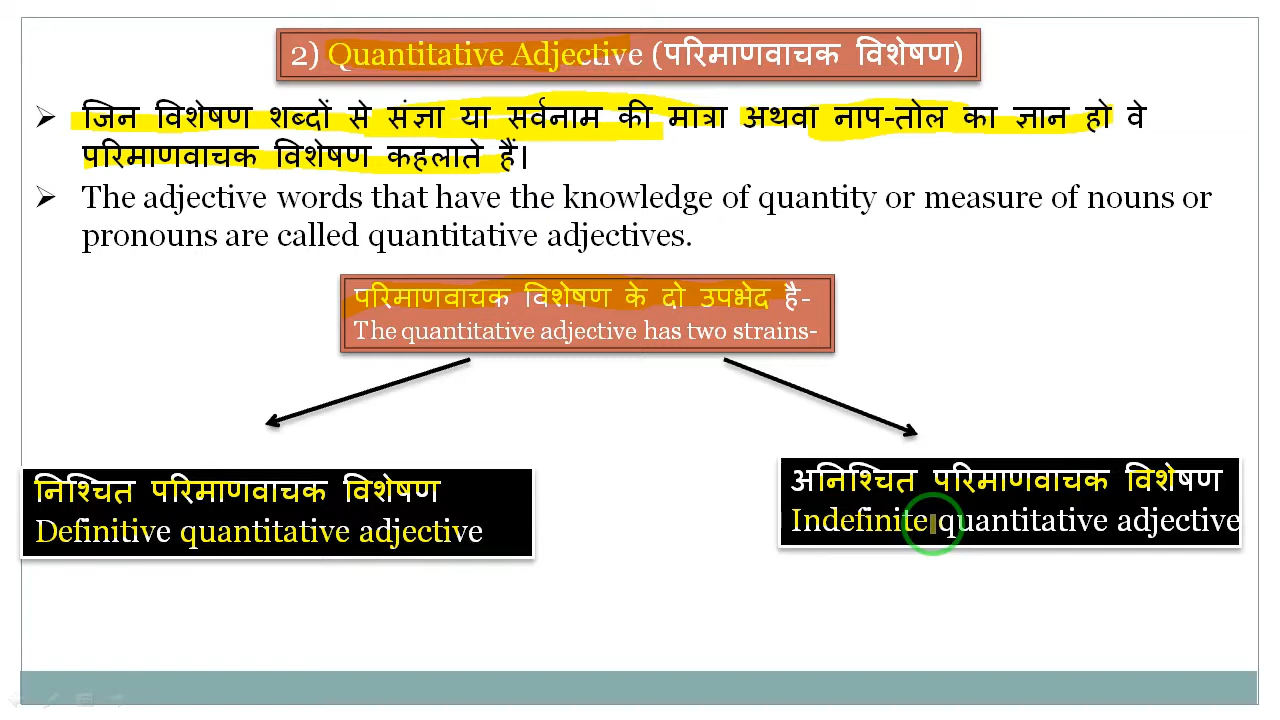 2) Quantitative Adjective (परिमाणवाचक विशेषण)
जिन विशेषण शब्दों से संज्ञा या सर्वनाम की मात्रा अथवा नाप-तोल का ज्ञान हो वे
परिमाणवाचक विशेषण कहलाते हैं।
The adjective words that have the knowledge of quantity or measure of nouns or
pronouns are called quantitative adjectives.
परिमाणवाचक विशेषण के दो उपभेद है-
The quantitative adjective has two strains-
निश्चित परिमाणवाचक विशेषण
Definitive quantitative adjective
अनिश्चित परिमाणवाचक विशेषण
Indefinite quantitative adjective